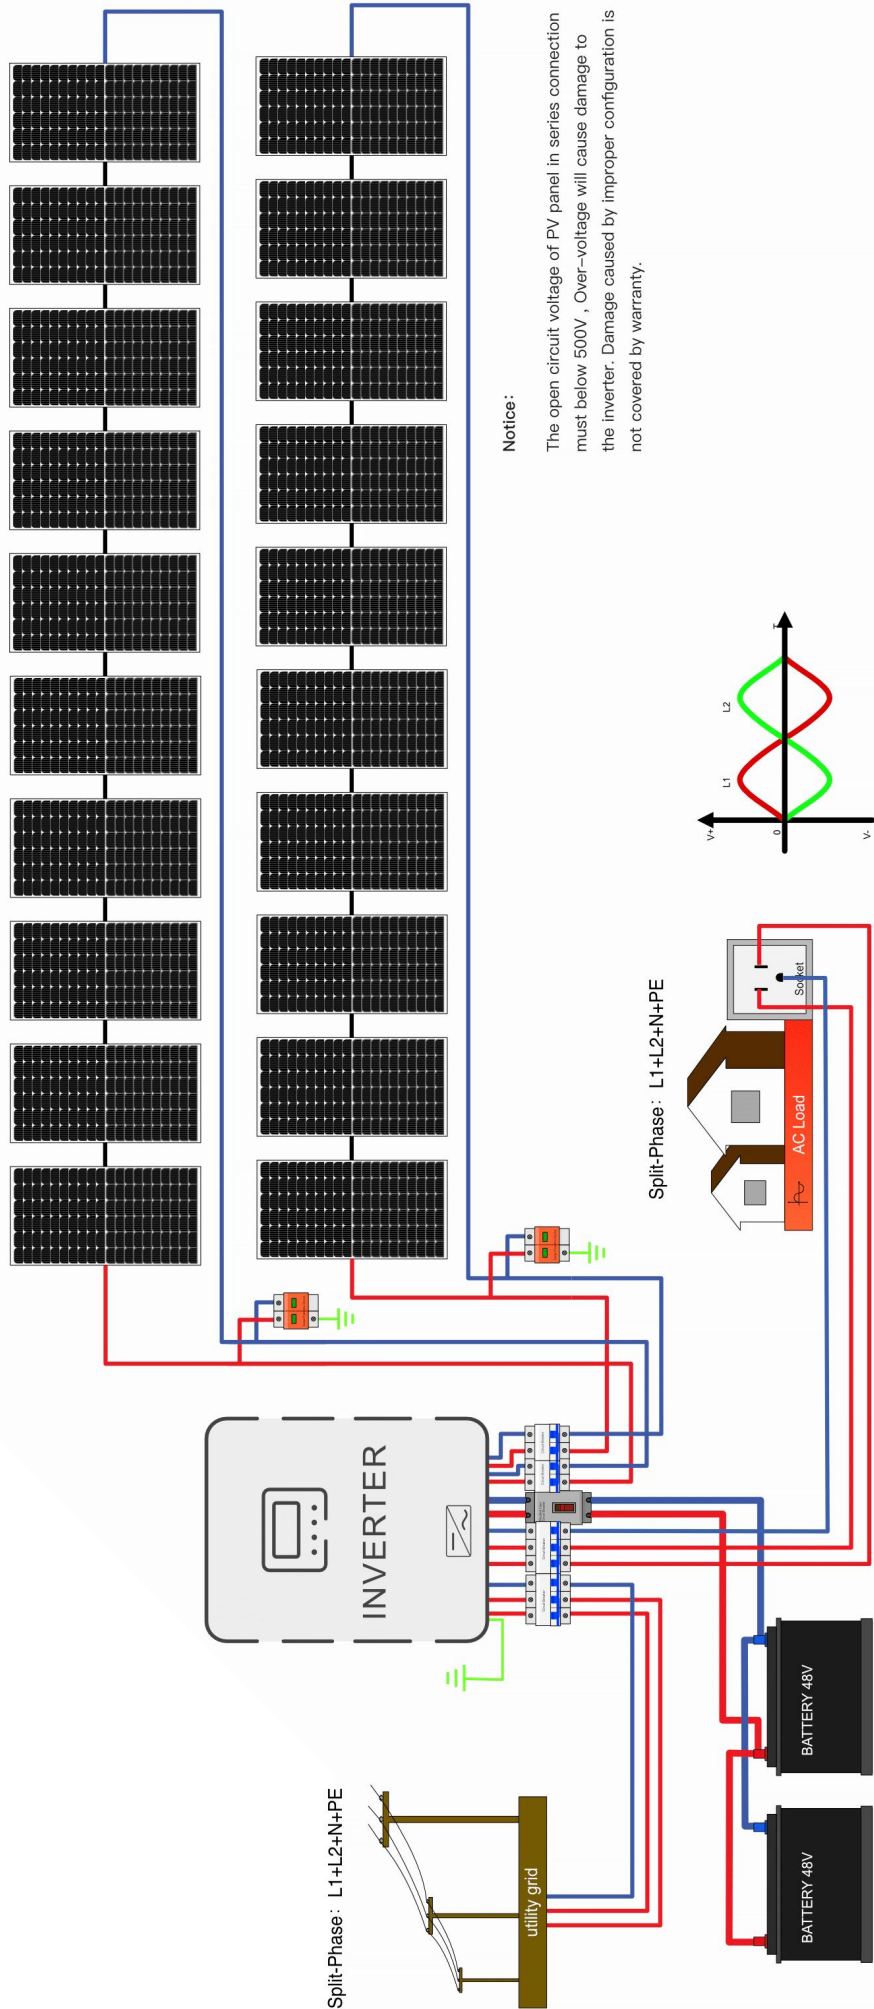 Notice：
The open circuit voltage of PV panel in series connection
must below 500V , Over-voltage will cause damage to
the inverter. Damage caused by improper configuration is
not covered by warranty.
INVERTER
Split-Phase： L1+L2+N+PE
utility grid
BATTERY 48V
BATTERY 48V
Split-Phase： L1+L2+N+PE
AC Load
Socket
V+
L1
L2
0
T
V-